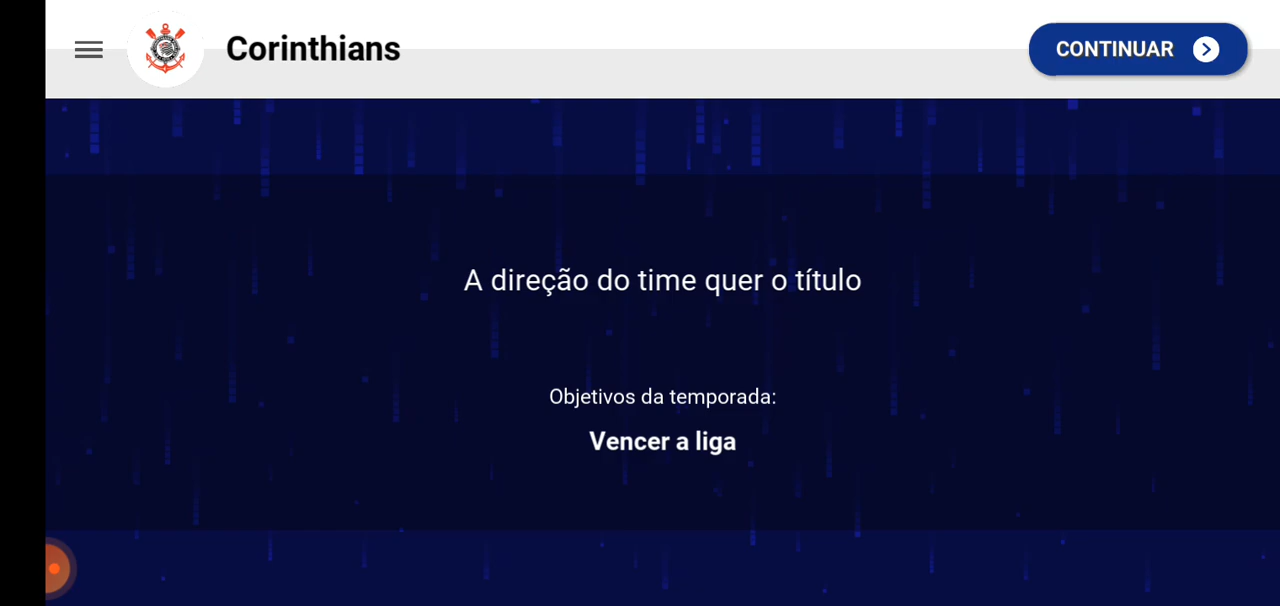 Corinthians
CONTINUAR
A direção do time quer o título
Objetivos da temporada:
Vencer a liga